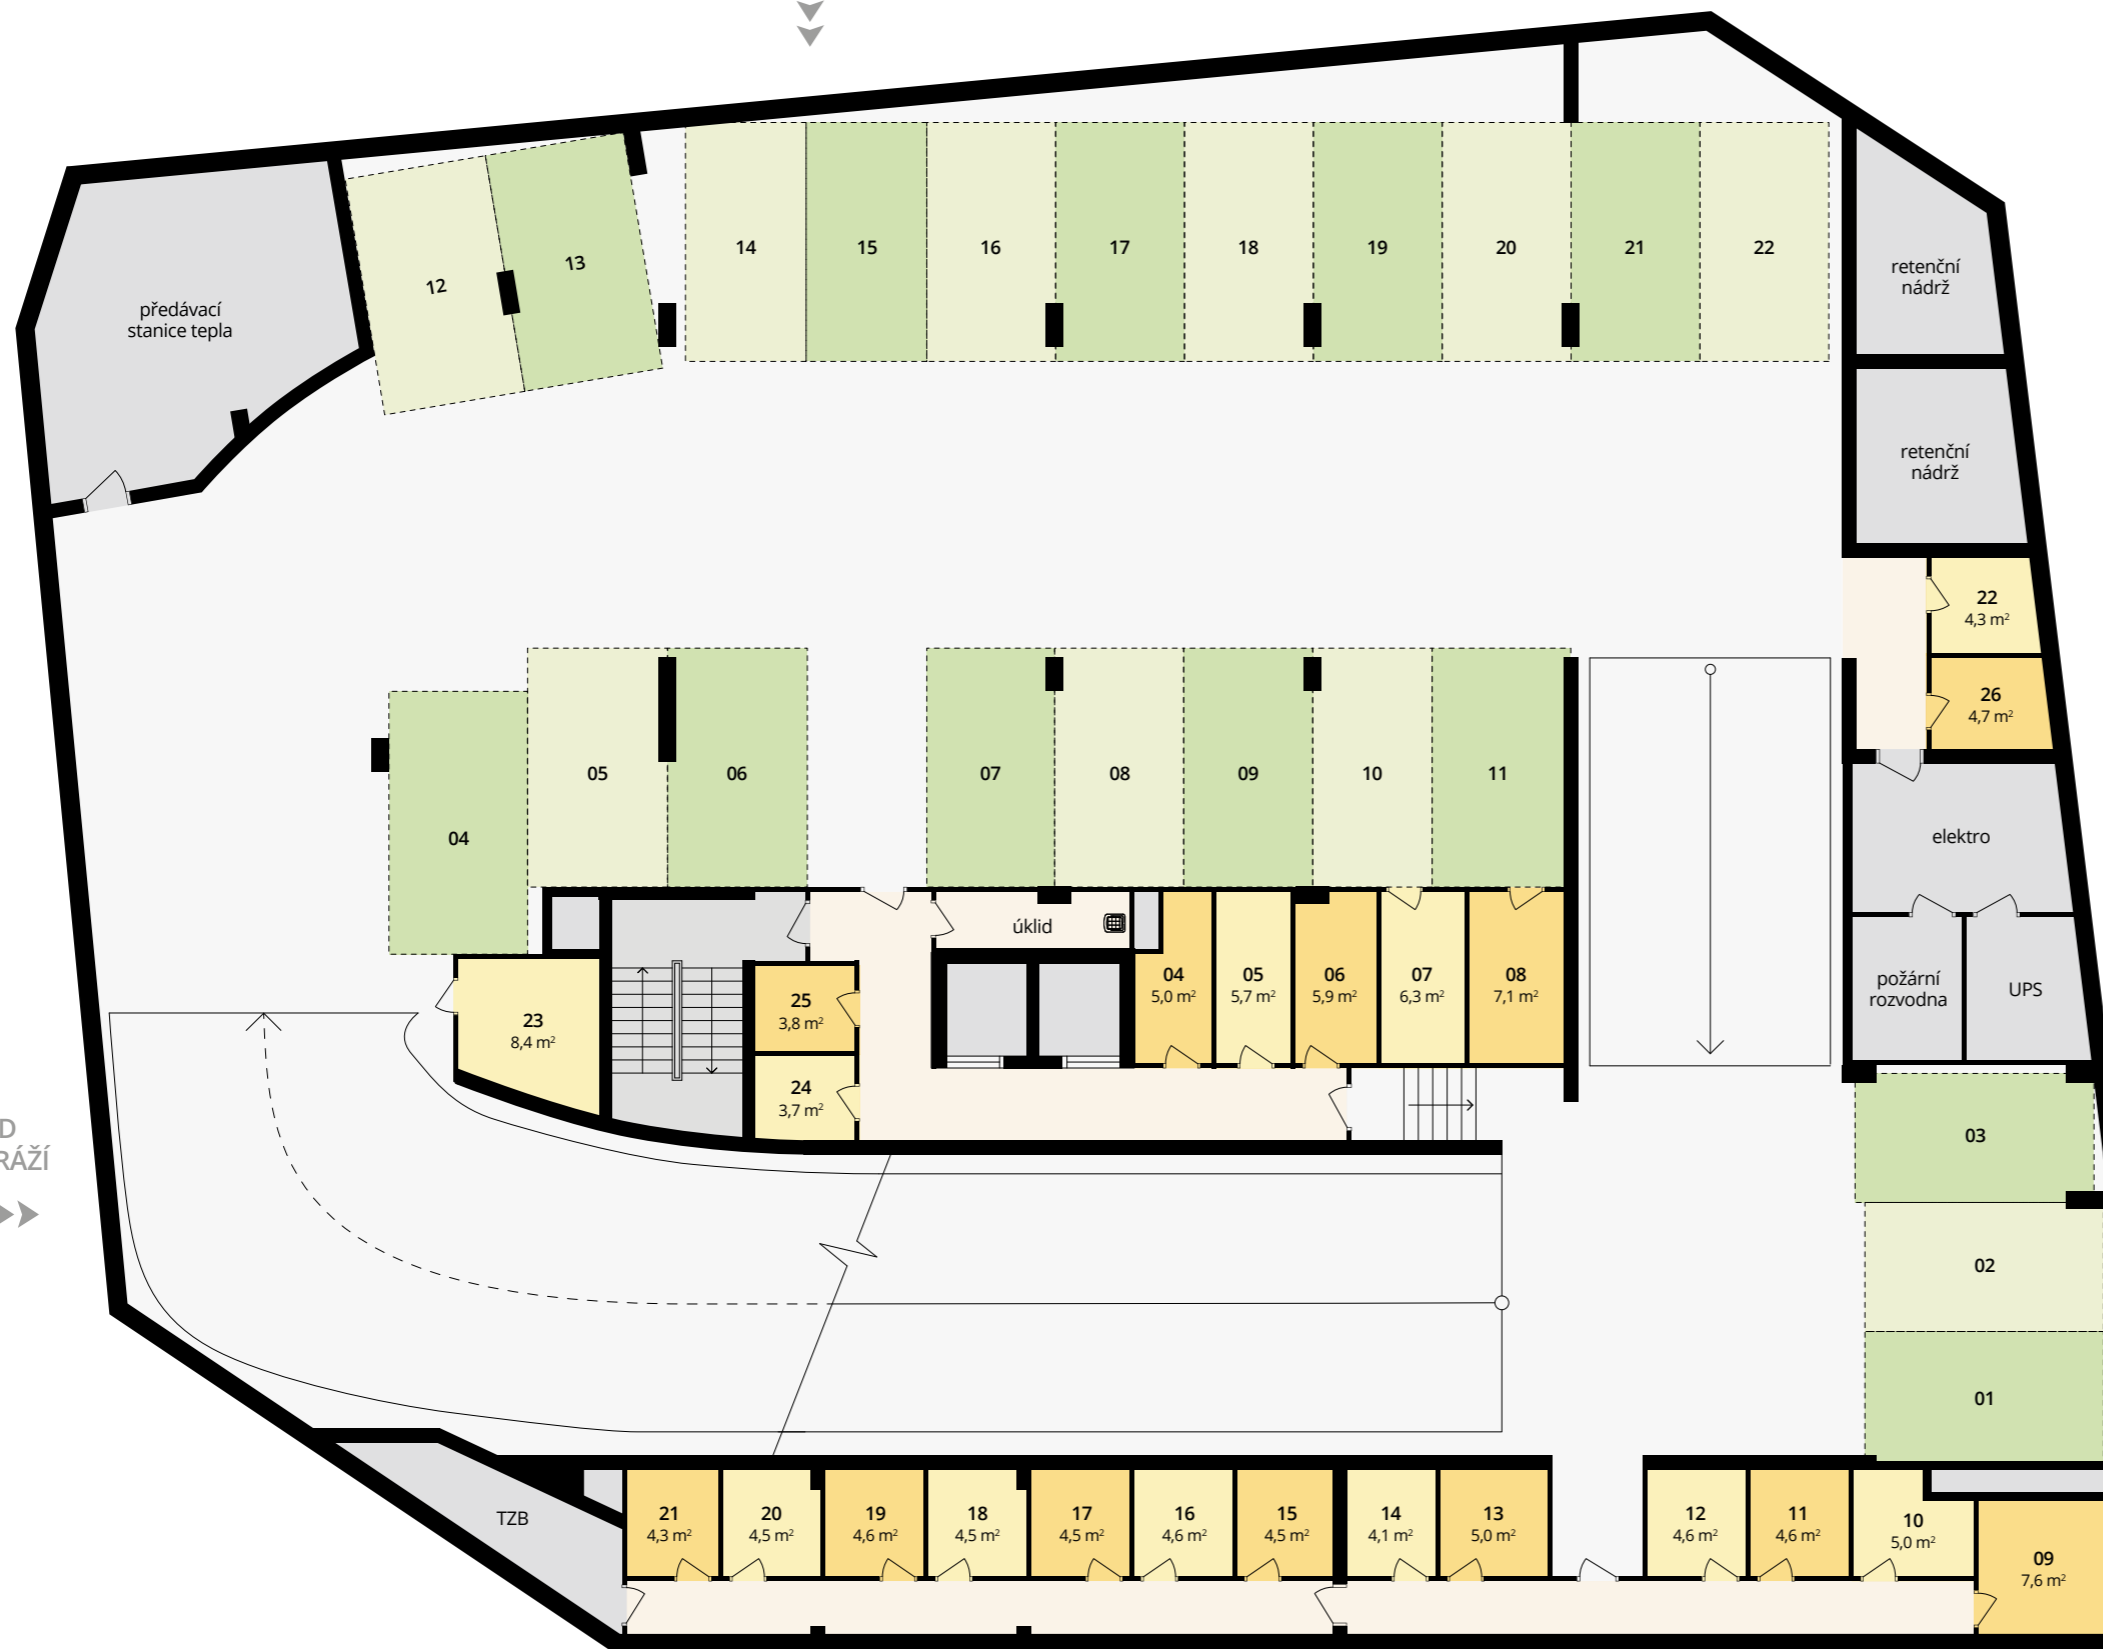 14
15
16
17
18
19
20
21
22
12
13
předávací
stanice tepla
retenční
nádrž
retenční
nádrž
22
4,3 m²
26
4,7 m²
05
06
07
08
09
10
11
04
elektro
požární
rozvodna
UPS
úklid
04
5,0 m²
05
5,7 m²
06
5,9 m²
07
6,3 m²
08
7,1 m²
25
3,8 m²
23
8,4 m²
24
3,7 m²
D
RÁŽÍ
03
02
01
TZB
21
4,3 m²
20
4,5 m²
19
4,6 m²
18
4,5 m²
17
4,5 m²
16
4,6 m²
15
4,5 m²
14
4,1 m²
13
5,0 m²
12
4,6 m²
11
4,6 m²
10
5,0 m²
09
7,6 m²